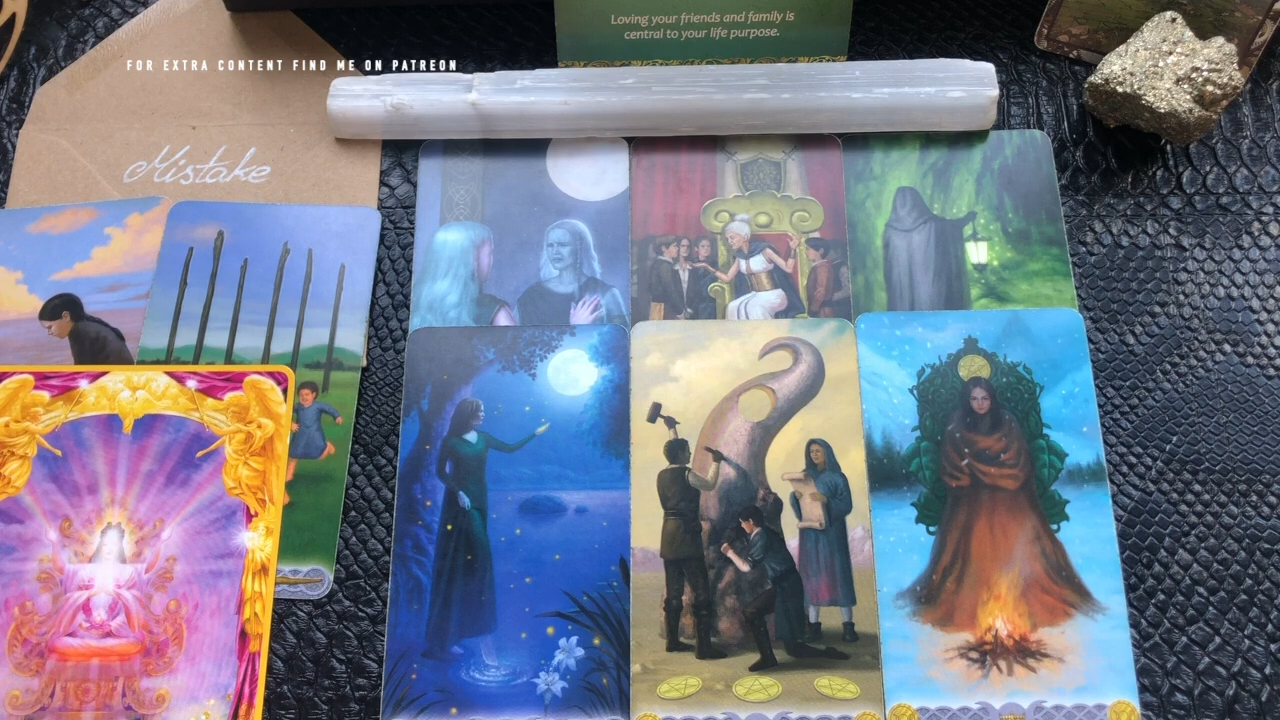 Loving your friends and family is
central to your life purpose.
FOR EXTRA CONTENT FIND ME ON PATREON
Mistake